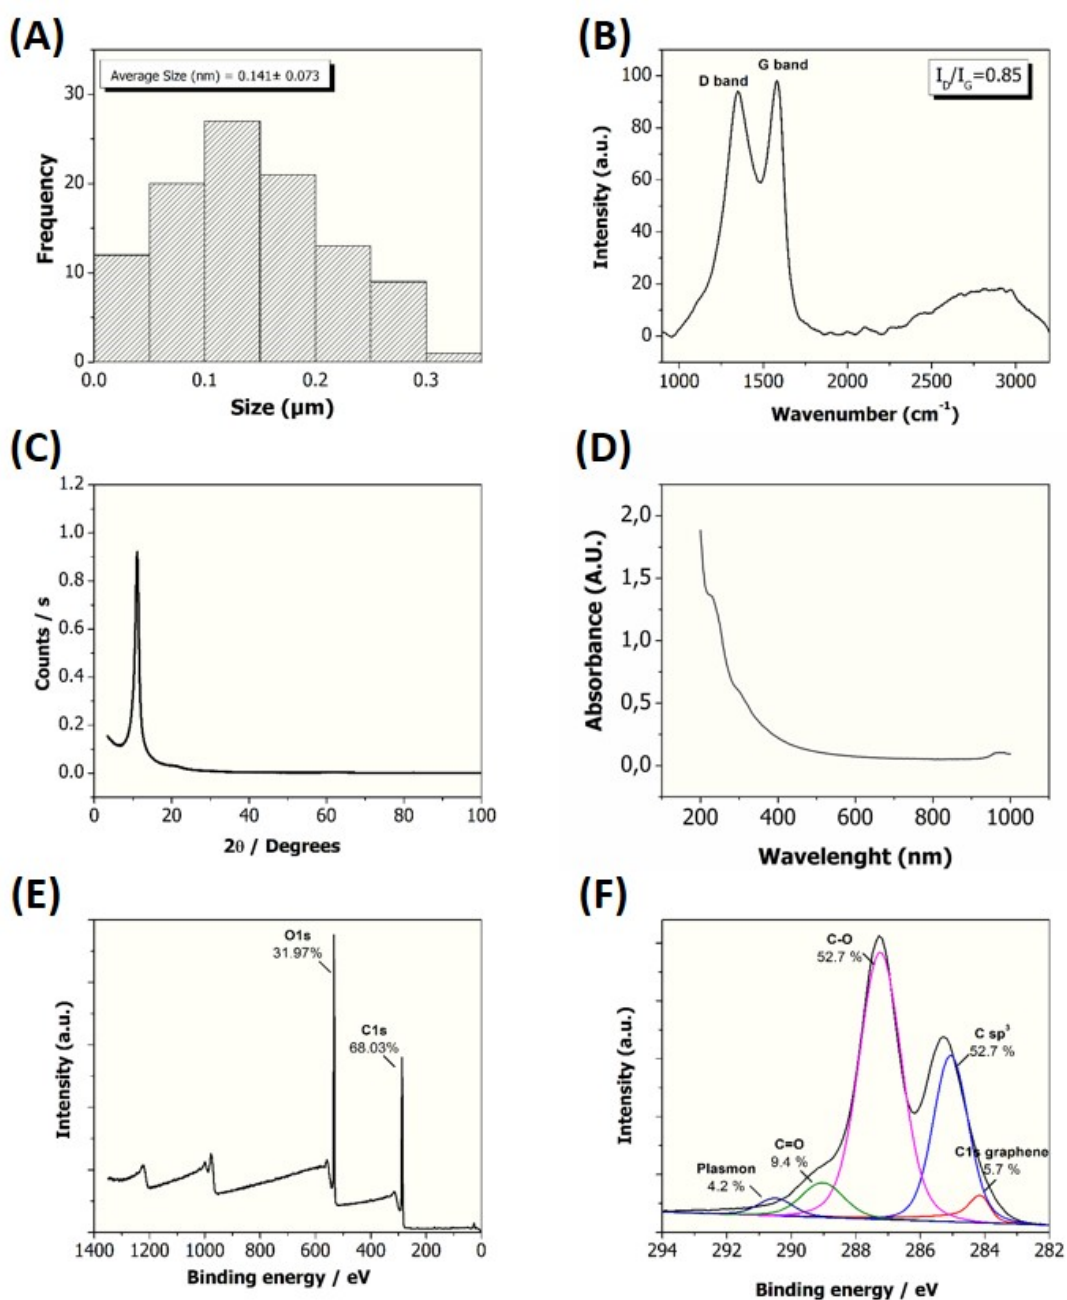 (A)
Average Size (nm) = 0.141± 0.073
30
20
10
0
Frequency
0.0 0.1 0.2 0.3
Size (µm)
(B)
D band
G band
I_D/I_G=0.85
100
80
60
40
20
0
Intensity (a.u.)
1000 1500 2000 2500 3000
Wavenumber (cm⁻¹)
(C)
1.2
1.0
0.8
0.6
0.4
0.2
0.0
Counts / s
0 20 40 60 80 100
2θ / Degrees
(D)
2,0
1,5
1,0
0,5
0,0
Absorbance (A.U.)
200 400 600 800 1000
Wavelenght (nm)
(E)
O1s
31.97%
C1s
68.03%
Intensity (a.u.)
1400 1200 1000 800 600 400 200 0
Binding energy / eV
(F)
C-O
52.7 %
C sp³
52.7 %
C=O
9.4 %
C1s graphene
5.7 %
Plasmon
4.2 %
Intensity (a.u.)
294 292 290 288 286 284 282
Binding energy / eV